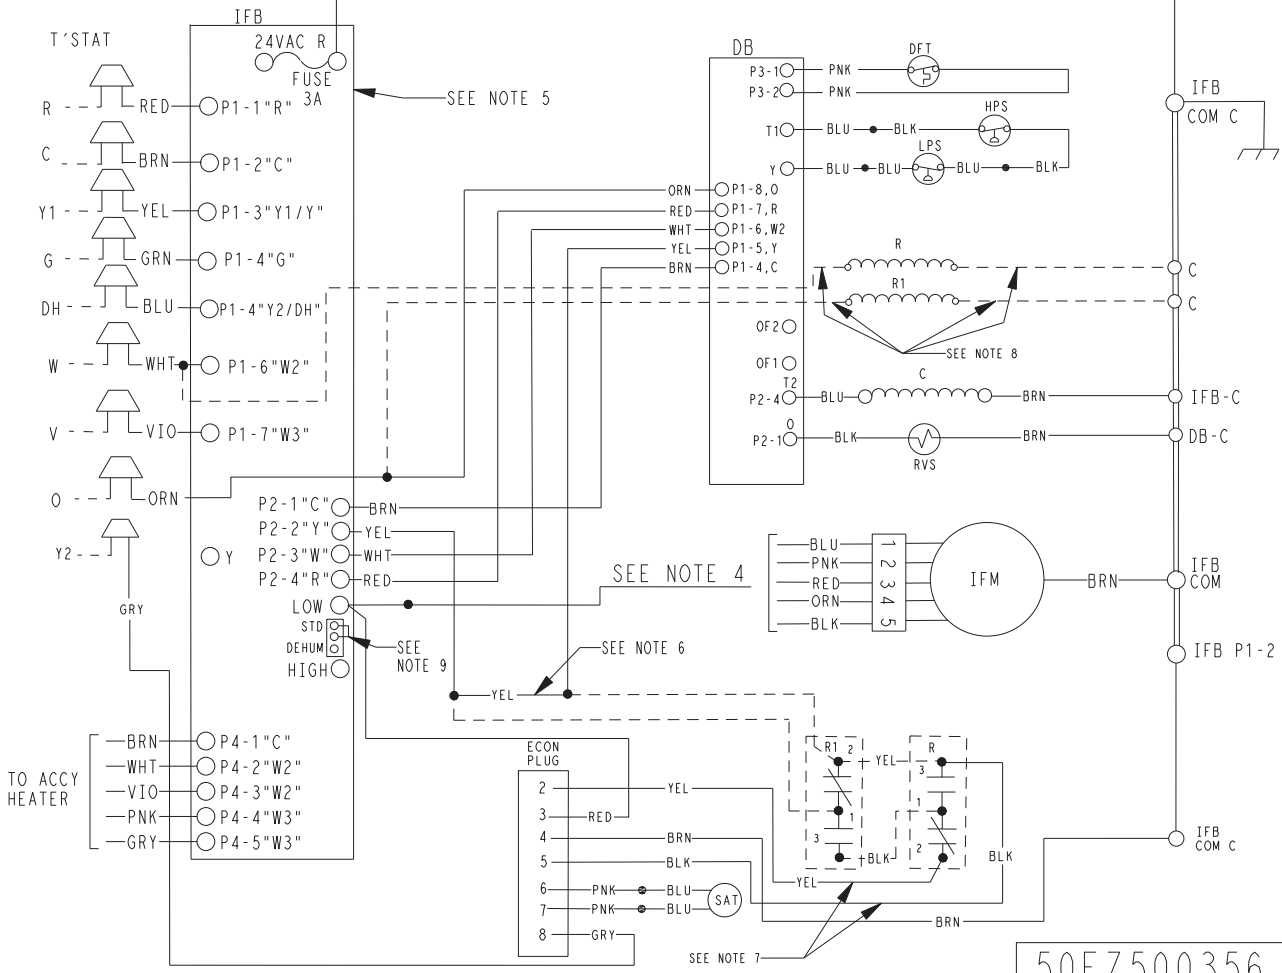 IFB
T'STAT
24VAC R
FUSE
3A
SEE NOTE 5
R RED P1-1"R"
C BRN P1-2"C"
Y1 YEL P1-3"Y1/Y"
G GRN P1-4"G"
DH BLU P1-4"Y2/DH"
W WHT P1-6"W2"
V VIO P1-7"W3"
O ORN
Y2
Y
GRY
P2-1"C" BRN
P2-2"Y" YEL
P2-3"W" WHT
P2-4"R" RED
LOW
STD
DEHUM
HIGH
SEE
NOTE 9
TO ACCY
HEATER
BRN P4-1"C"
WHT P4-2"W2"
VIO P4-3"W2"
PNK P4-4"W3"
GRY P4-5"W3"
DB
P3-1 PNK DFT
P3-2 PNK
T1 BLU BLK HPS
Y BLU BLU LPS BLU BLK
ORN P1-8,O
RED P1-7,R
WHT P1-6,W2
YEL P1-5,Y
BRN P1-4,C
OF2
OF1
T2
P2-4 BLU C BRN
O
P2-1 BLK RVS BRN
R
R1
SEE NOTE 8
IFB
COM C
C
C
IFB-C
DB-C
SEE NOTE 4
BLU 1
PNK 2
RED 3
ORN 4
BLK 5
IFM
BRN
IFB
COM
IFB P1-2
SEE NOTE 6
YEL
ECON
PLUG
2 YEL
3 RED
4 BRN
5 BLK
6 PNK BLU
7 PNK BLU
SAT
8 GRY
R1 2
1
3
YEL
BLK
R
3
1
2
YEL
BLK
BRN
IFB
COM C
SEE NOTE 7
50EZ500356